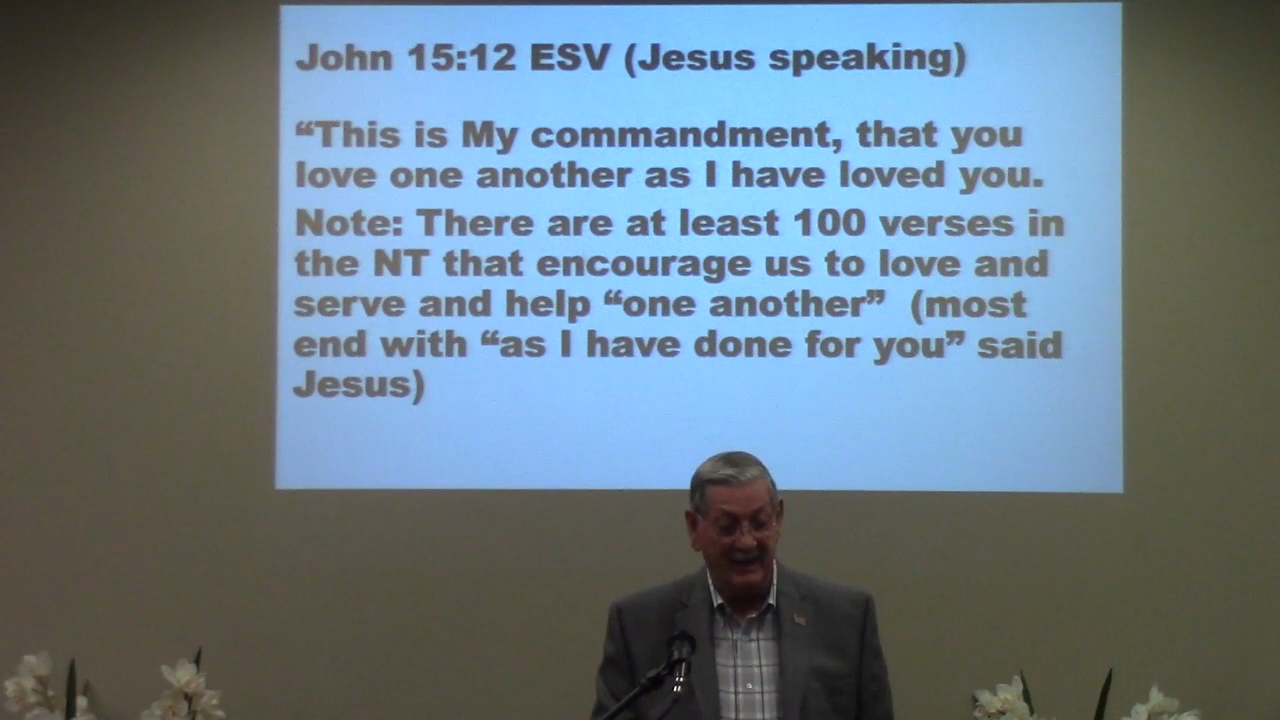 John 15:12 ESV (Jesus speaking)
“This is My commandment, that you
love one another as I have loved you.
Note: There are at least 100 verses in
the NT that encourage us to love and
serve and help “one another”  (most
end with “as I have done for you” said
Jesus)